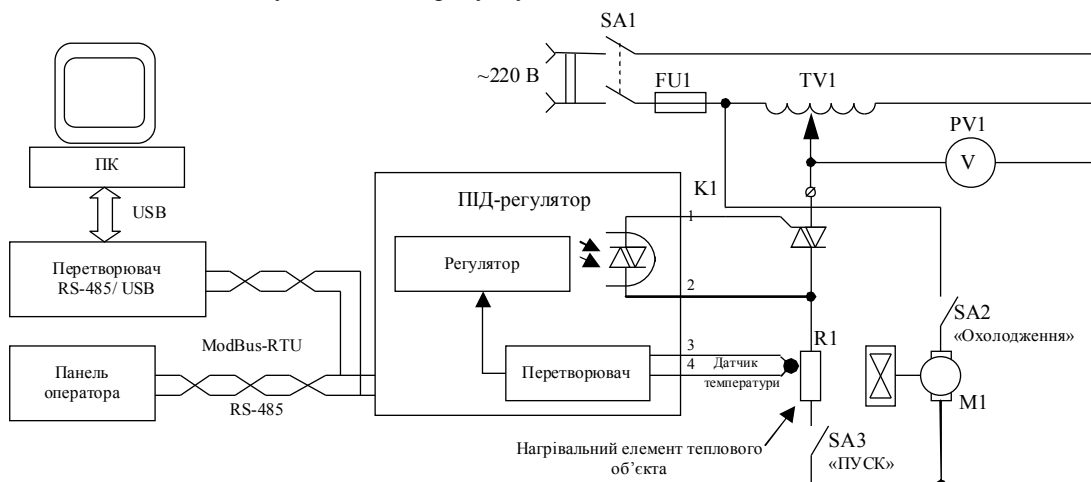 SA1
~220 В
FU1
TV1
PV1
V
ПК
USB
ПІД-регулятор
K1
1
Регулятор
2
Перетворювач
RS-485/ USB
SA2
«Охолодження»
ModBus-RTU
R1
3
Датчик
4
температури
Перетворювач
Панель
оператора
RS-485
M1
Нагрівальний елемент теплового
об’єкта
SA3
«ПУСК»